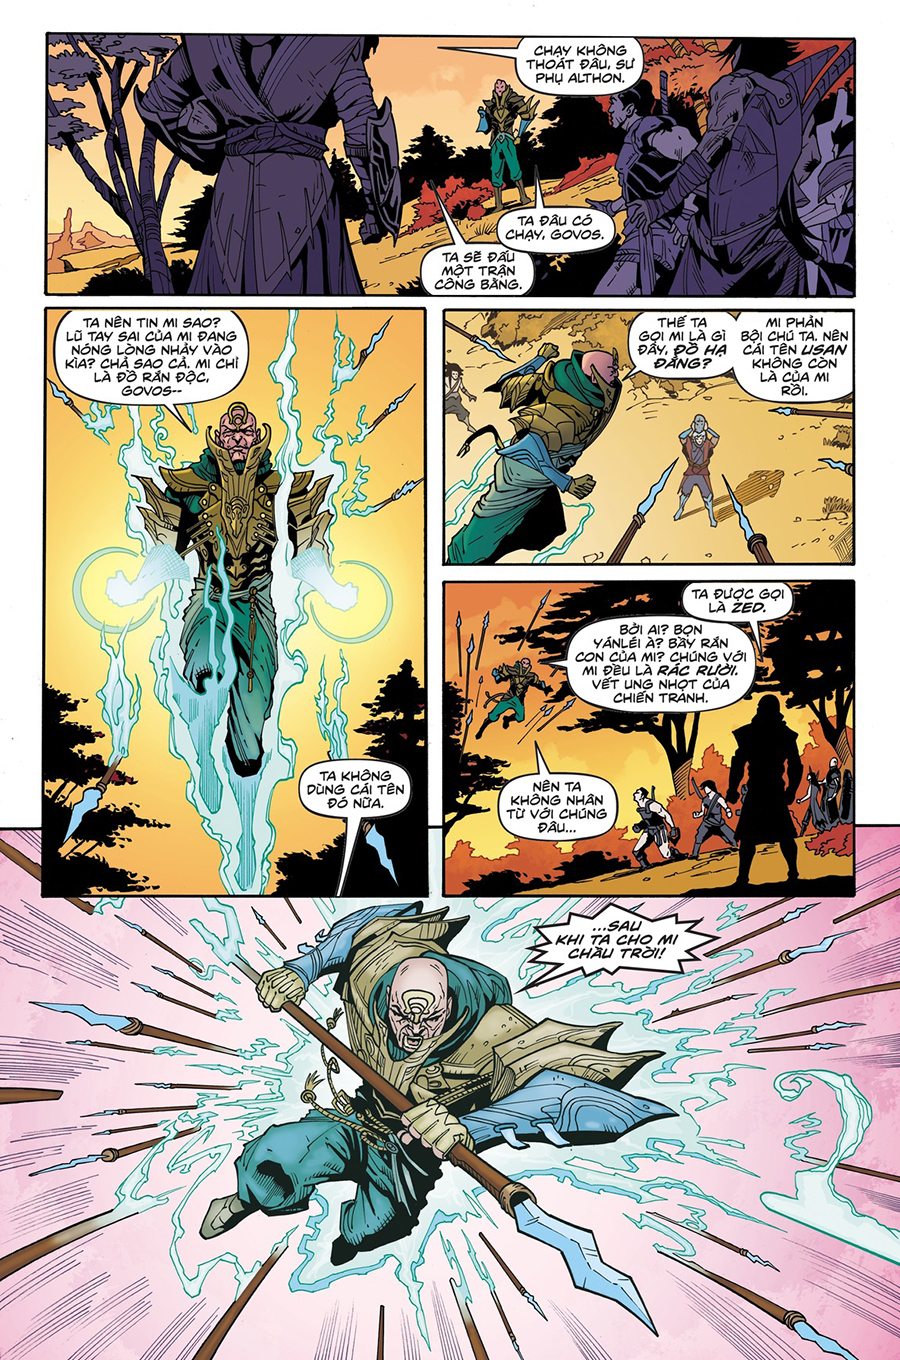 CHẠY KHÔNG
THOÁT ĐÂU, SƯ
PHỤ ALTHON.
TA ĐÂU CÓ
CHẠY, GOVOS.
TA SẼ ĐẤU
MỘT TRẬN
CÔNG BẰNG.
TA NÊN TIN MI SAO?
LŨ TAY SAI CỦA MI ĐANG
NÓNG LÒNG NHẢY VÀO
KÌA? CHẢ SAO CẢ. MI CHỈ
LÀ ĐỒ RẮN ĐỘC,
GOVOS--
TA KHÔNG
DÙNG CÁI TÊN
ĐÓ NỮA.
THẾ TA
GỌI MI LÀ GÌ
ĐÂY, ĐỒ HẠ
ĐẲNG?
MI PHẢN
BỘI CHÚ TA, NÊN
CÁI TÊN USAN
KHÔNG CÒN
LÀ CỦA MI
RỒI.
TA ĐƯỢC GỌI
LÀ ZED.
BỞI AI? BỌN
YÁNLÉI À? BẦY RẮN
CON CỦA MI? CHÚNG VỚI
MI ĐỀU LÀ RÁC RƯỞI.
VẾT UNG NHỌT CỦA
CHIẾN TRANH.
NÊN TA
KHÔNG NHÂN
TỪ VỚI CHÚNG
ĐÂU...
...SAU
KHI TA CHO MI
CHẦU TRỜI!